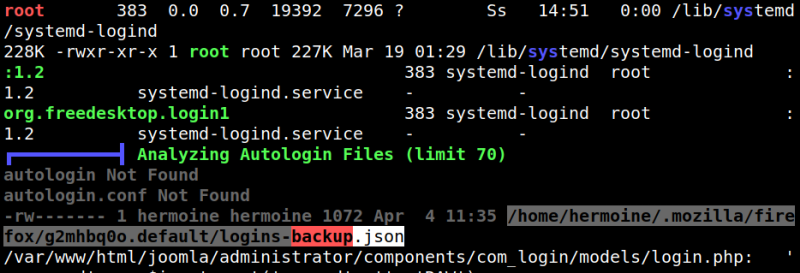 root 383 0.0 0.7 19392 7296 ? Ss 14:51 0:00 /lib/systemd
/systemd-logind
228K -rwxr-xr-x 1 root root 227K Mar 19 01:29 /lib/systemd/systemd-logind
:1.2 383 systemd-logind root :
1.2 systemd-logind.service - -
org.freedesktop.login1 383 systemd-logind root :
1.2 systemd-logind.service - -
Analyzing Autologin Files (limit 70)
autologin Not Found
autologin.conf Not Found
-rw------- 1 hermoine hermoine 1072 Apr 4 11:35 /home/hermoine/.mozilla/fire
fox/g2mhbq0o.default/logins-backup.json
/var/www/html/joomla/administrator/components/com_login/models/login.php: '